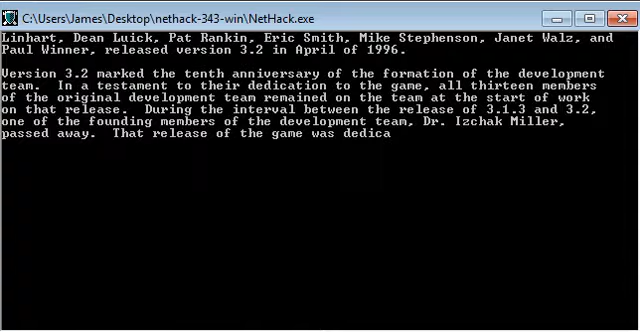 C:\Users\James\Desktop\nethack-343-win\NetHack.exe
Linhart, Dean Luick, Pat Rankin, Eric Smith, Mike Stephenson, Janet Walz, and
Paul Winner, released version 3.2 in April of 1996.
Version 3.2 marked the tenth anniversary of the formation of the development
team.  In a testament to their dedication to the game, all thirteen members
of the original development team remained on the team at the start of work
on that release.  During the interval between the release of 3.1.3 and 3.2,
one of the founding members of the development team, Dr. Izchak Miller,
passed away.  That release of the game was dedica